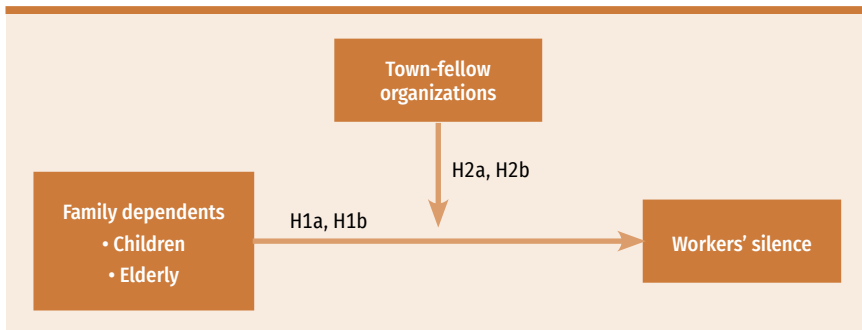 Town-fellow
organizations
H2a, H2b
Family dependents
• Children
• Elderly
H1a, H1b
Workers’ silence